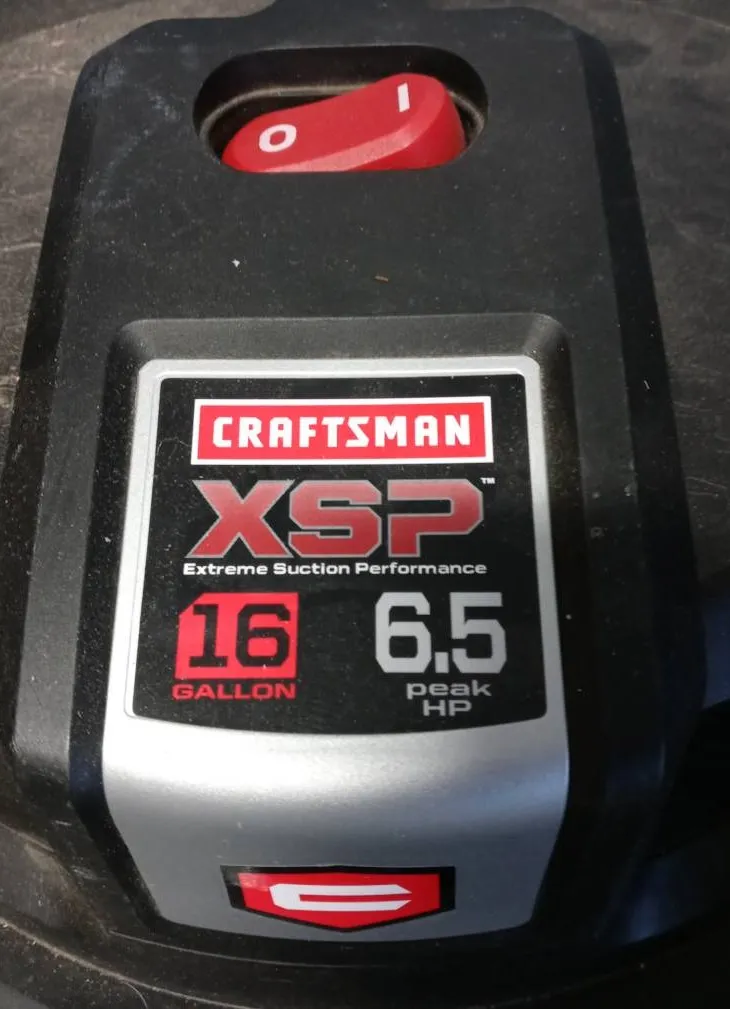 O I
CRAFTSMAN
XSP™
Extreme Suction Performance
16 6.5
GALLON peak
HP